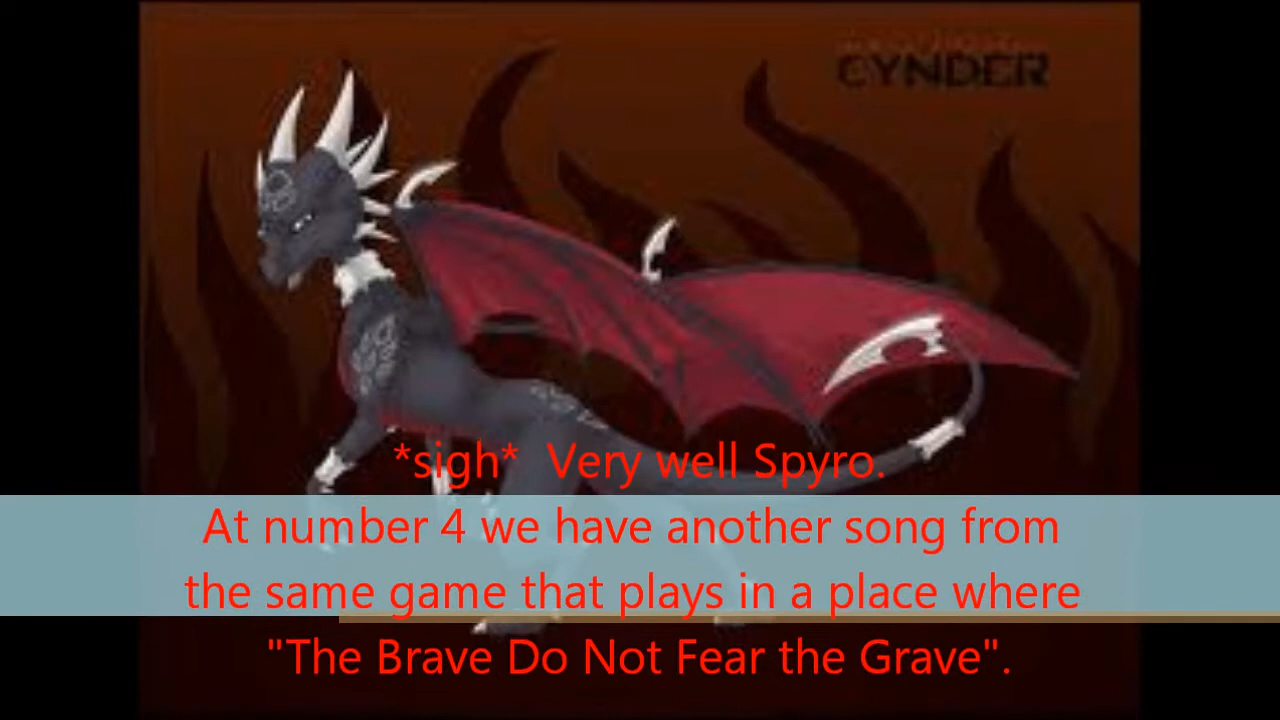 CYNDER
*sigh* Very well Spyro.
At number 4 we have another song from
the same game that plays in a place where
"The Brave Do Not Fear the Grave".